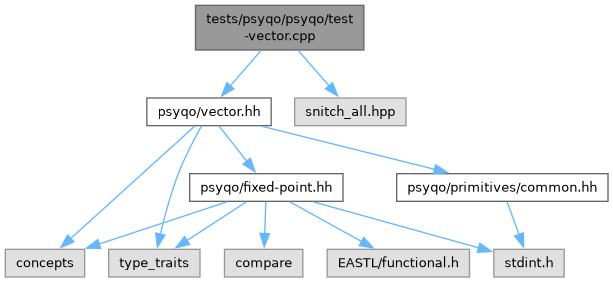 tests/psyqo/psyqo/test
-vector.cpp
psyqo/vector.hh
snitch_all.hpp
psyqo/fixed-point.hh
psyqo/primitives/common.hh
concepts
type_traits
compare
EASTL/functional.h
stdint.h